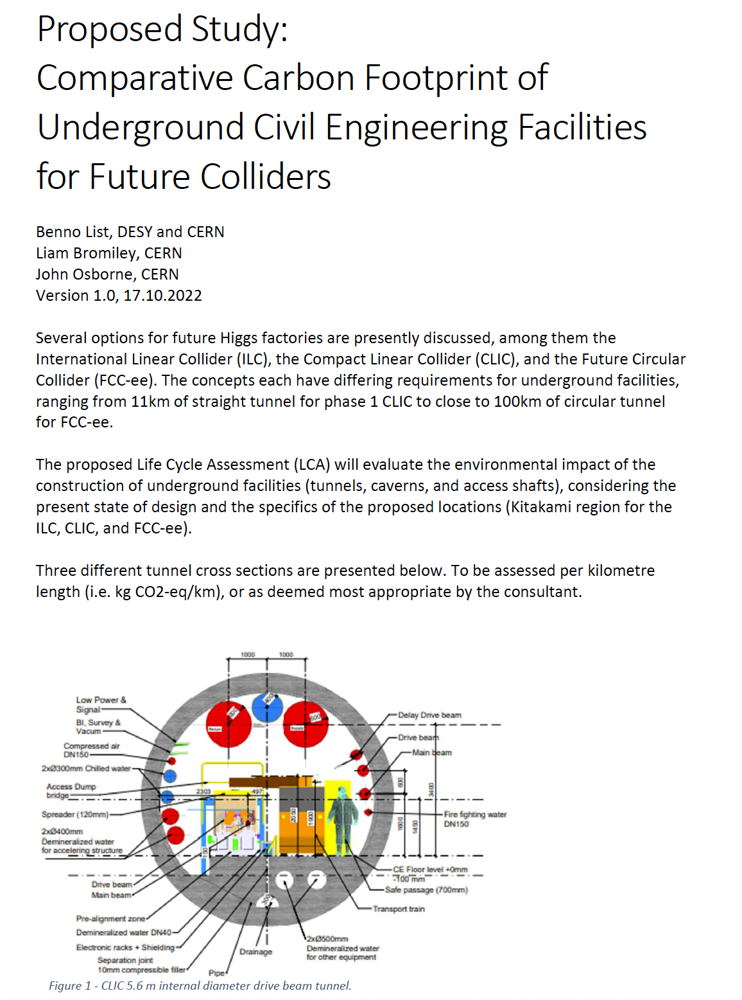 Proposed Study:
Comparative Carbon Footprint of
Underground Civil Engineering Facilities
for Future Colliders
Benno List, DESY and CERN
Liam Bromiley, CERN
John Osborne, CERN
Version 1.0, 17.10.2022
Several options for future Higgs factories are presently discussed, among them the
International Linear Collider (ILC), the Compact Linear Collider (CLIC), and the Future Circular
Collider (FCC-ee). The concepts each have differing requirements for underground facilities,
ranging from 11km of straight tunnel for phase 1 CLIC to close to 100km of circular tunnel
for FCC-ee.
The proposed Life Cycle Assessment (LCA) will evaluate the environmental impact of the
construction of underground facilities (tunnels, caverns, and access shafts), considering the
present state of design and the specifics of the proposed locations (Kitakami region for the
ILC, CLIC, and FCC-ee).
Three different tunnel cross sections are presented below. To be assessed per kilometre
length (i.e. kg CO2-eq/km), or as deemed most appropriate by the consultant.
1000 1000
Low Power &
Signal
BI, Survey &
Vacum
Compressed air
DN150
2xØ300mm Chilled water
Access Dump
bridge
Spreader (120mm)
2xØ400mm
Demineralized water
for accelering structure
Drive beam
Main beam
Pre-alignment zone
Demineralized water DN40
Electronic racks + Shielding
Separation joint
10mm compressible filler
Pipe
Drainage
400
600
Return
Supply
2303
497
2050
1900
150
Delay Drive beam
Drive beam
Main beam
600
3400
1600
1450
Fire fighting water
DN150
CE Floor level +0mm
-100 mm
Safe passage (700mm)
Transport train
2xØ500mm
Demineralized water
for other equipment
Figure 1 - CLIC 5.6 m internal diameter drive beam tunnel.